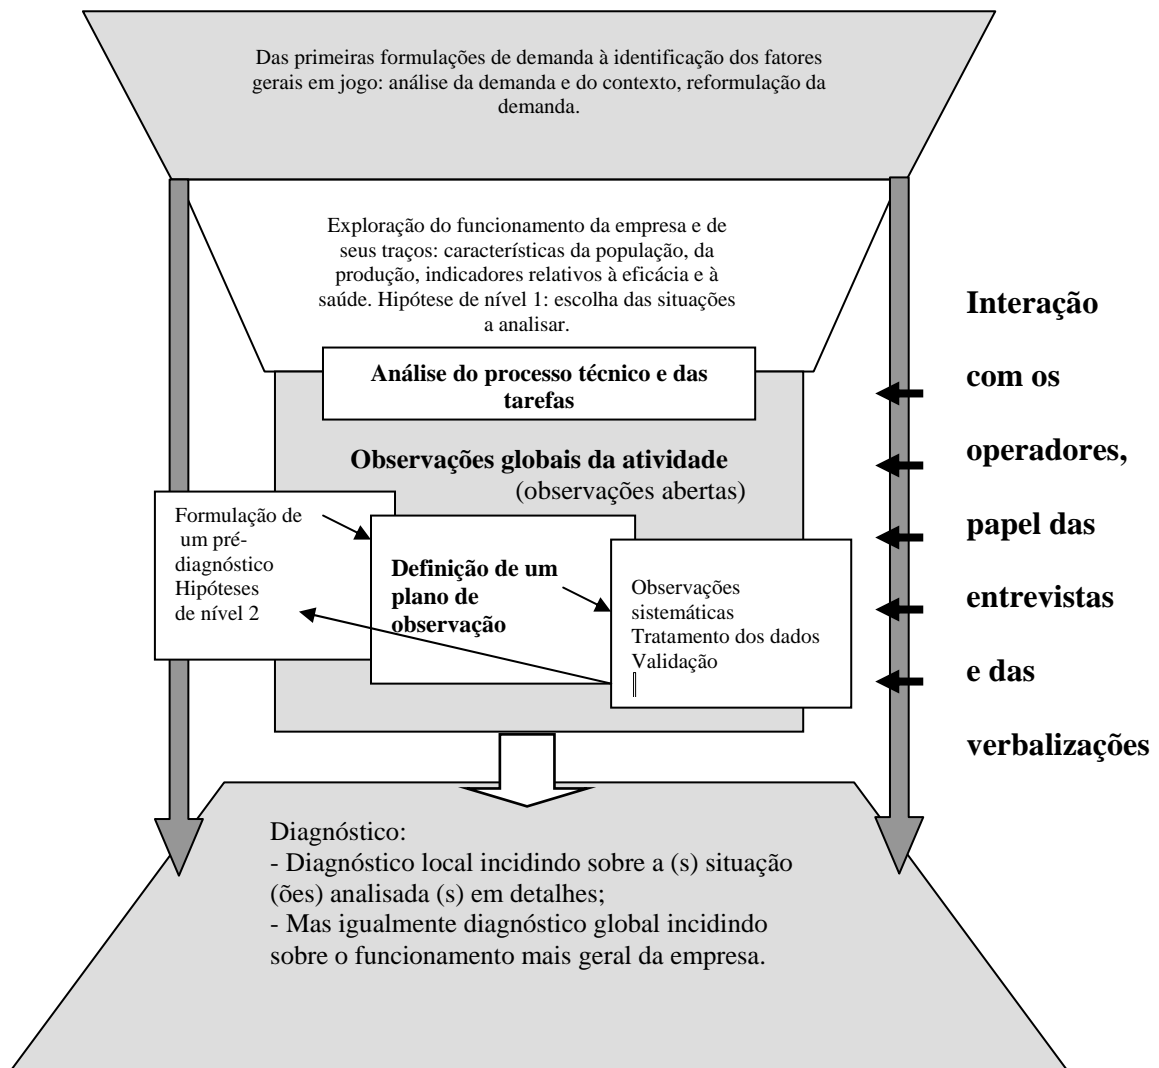 Das primeiras formulações de demanda à identificação dos fatores
gerais em jogo: análise da demanda e do contexto, reformulação da
demanda.
Exploração do funcionamento da empresa e de
seus traços: características da população, da
produção, indicadores relativos à eficácia e à
saúde. Hipótese de nível 1: escolha das situações
a analisar.
Análise do processo técnico e das
tarefas
Observações globais da atividade
(observações abertas)
Formulação de
um pré-
diagnóstico
Hipóteses
de nível 2
Definição de um
plano de
observação
Observações
sistemáticas
Tratamento dos dados
Validação
Interação
com os
operadores,
papel das
entrevistas
e das
verbalizações
Diagnóstico:
- Diagnóstico local incidindo sobre a (s) situação
(ões) analisada (s) em detalhes;
- Mas igualmente diagnóstico global incidindo
sobre o funcionamento mais geral da empresa.